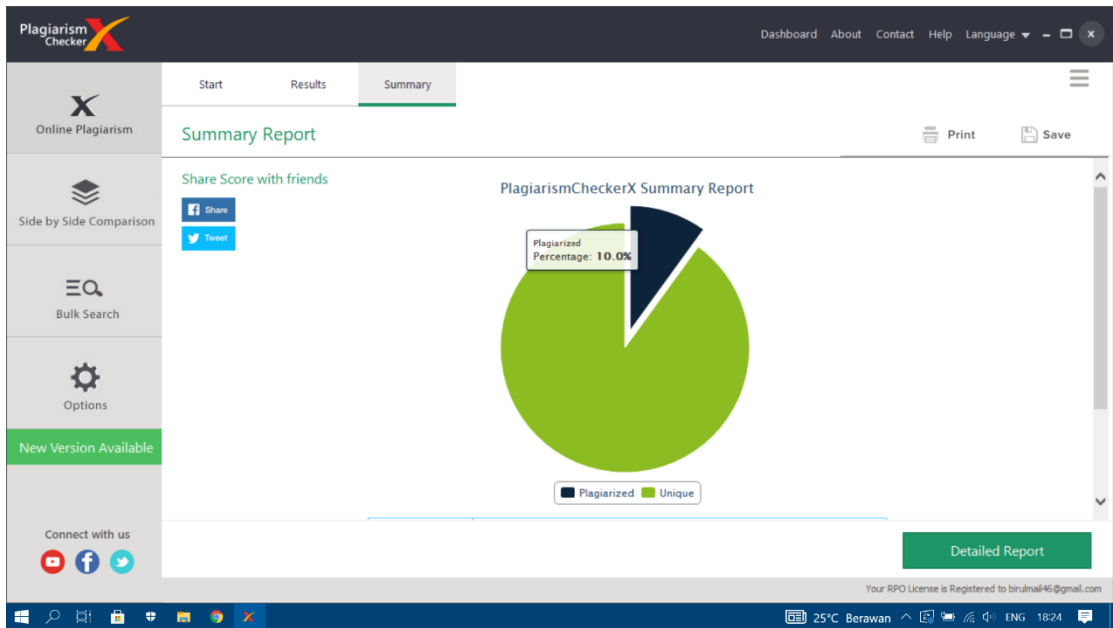 Plagiarism
Checker
Dashboard About Contact Help Language
Start Results Summary
Online Plagiarism
Summary Report
Print Save
Share Score with friends
Share
Tweet
PlagiarismCheckerX Summary Report
Plagiarized
Percentage: 10.0%
Side by Side Comparison
Bulk Search
Options
New Version Available
Plagiarized Unique
Connect with us
Detailed Report
Your RPO License is Registered to birulmail46@gmail.com
25°C Berawan ENG 18:24